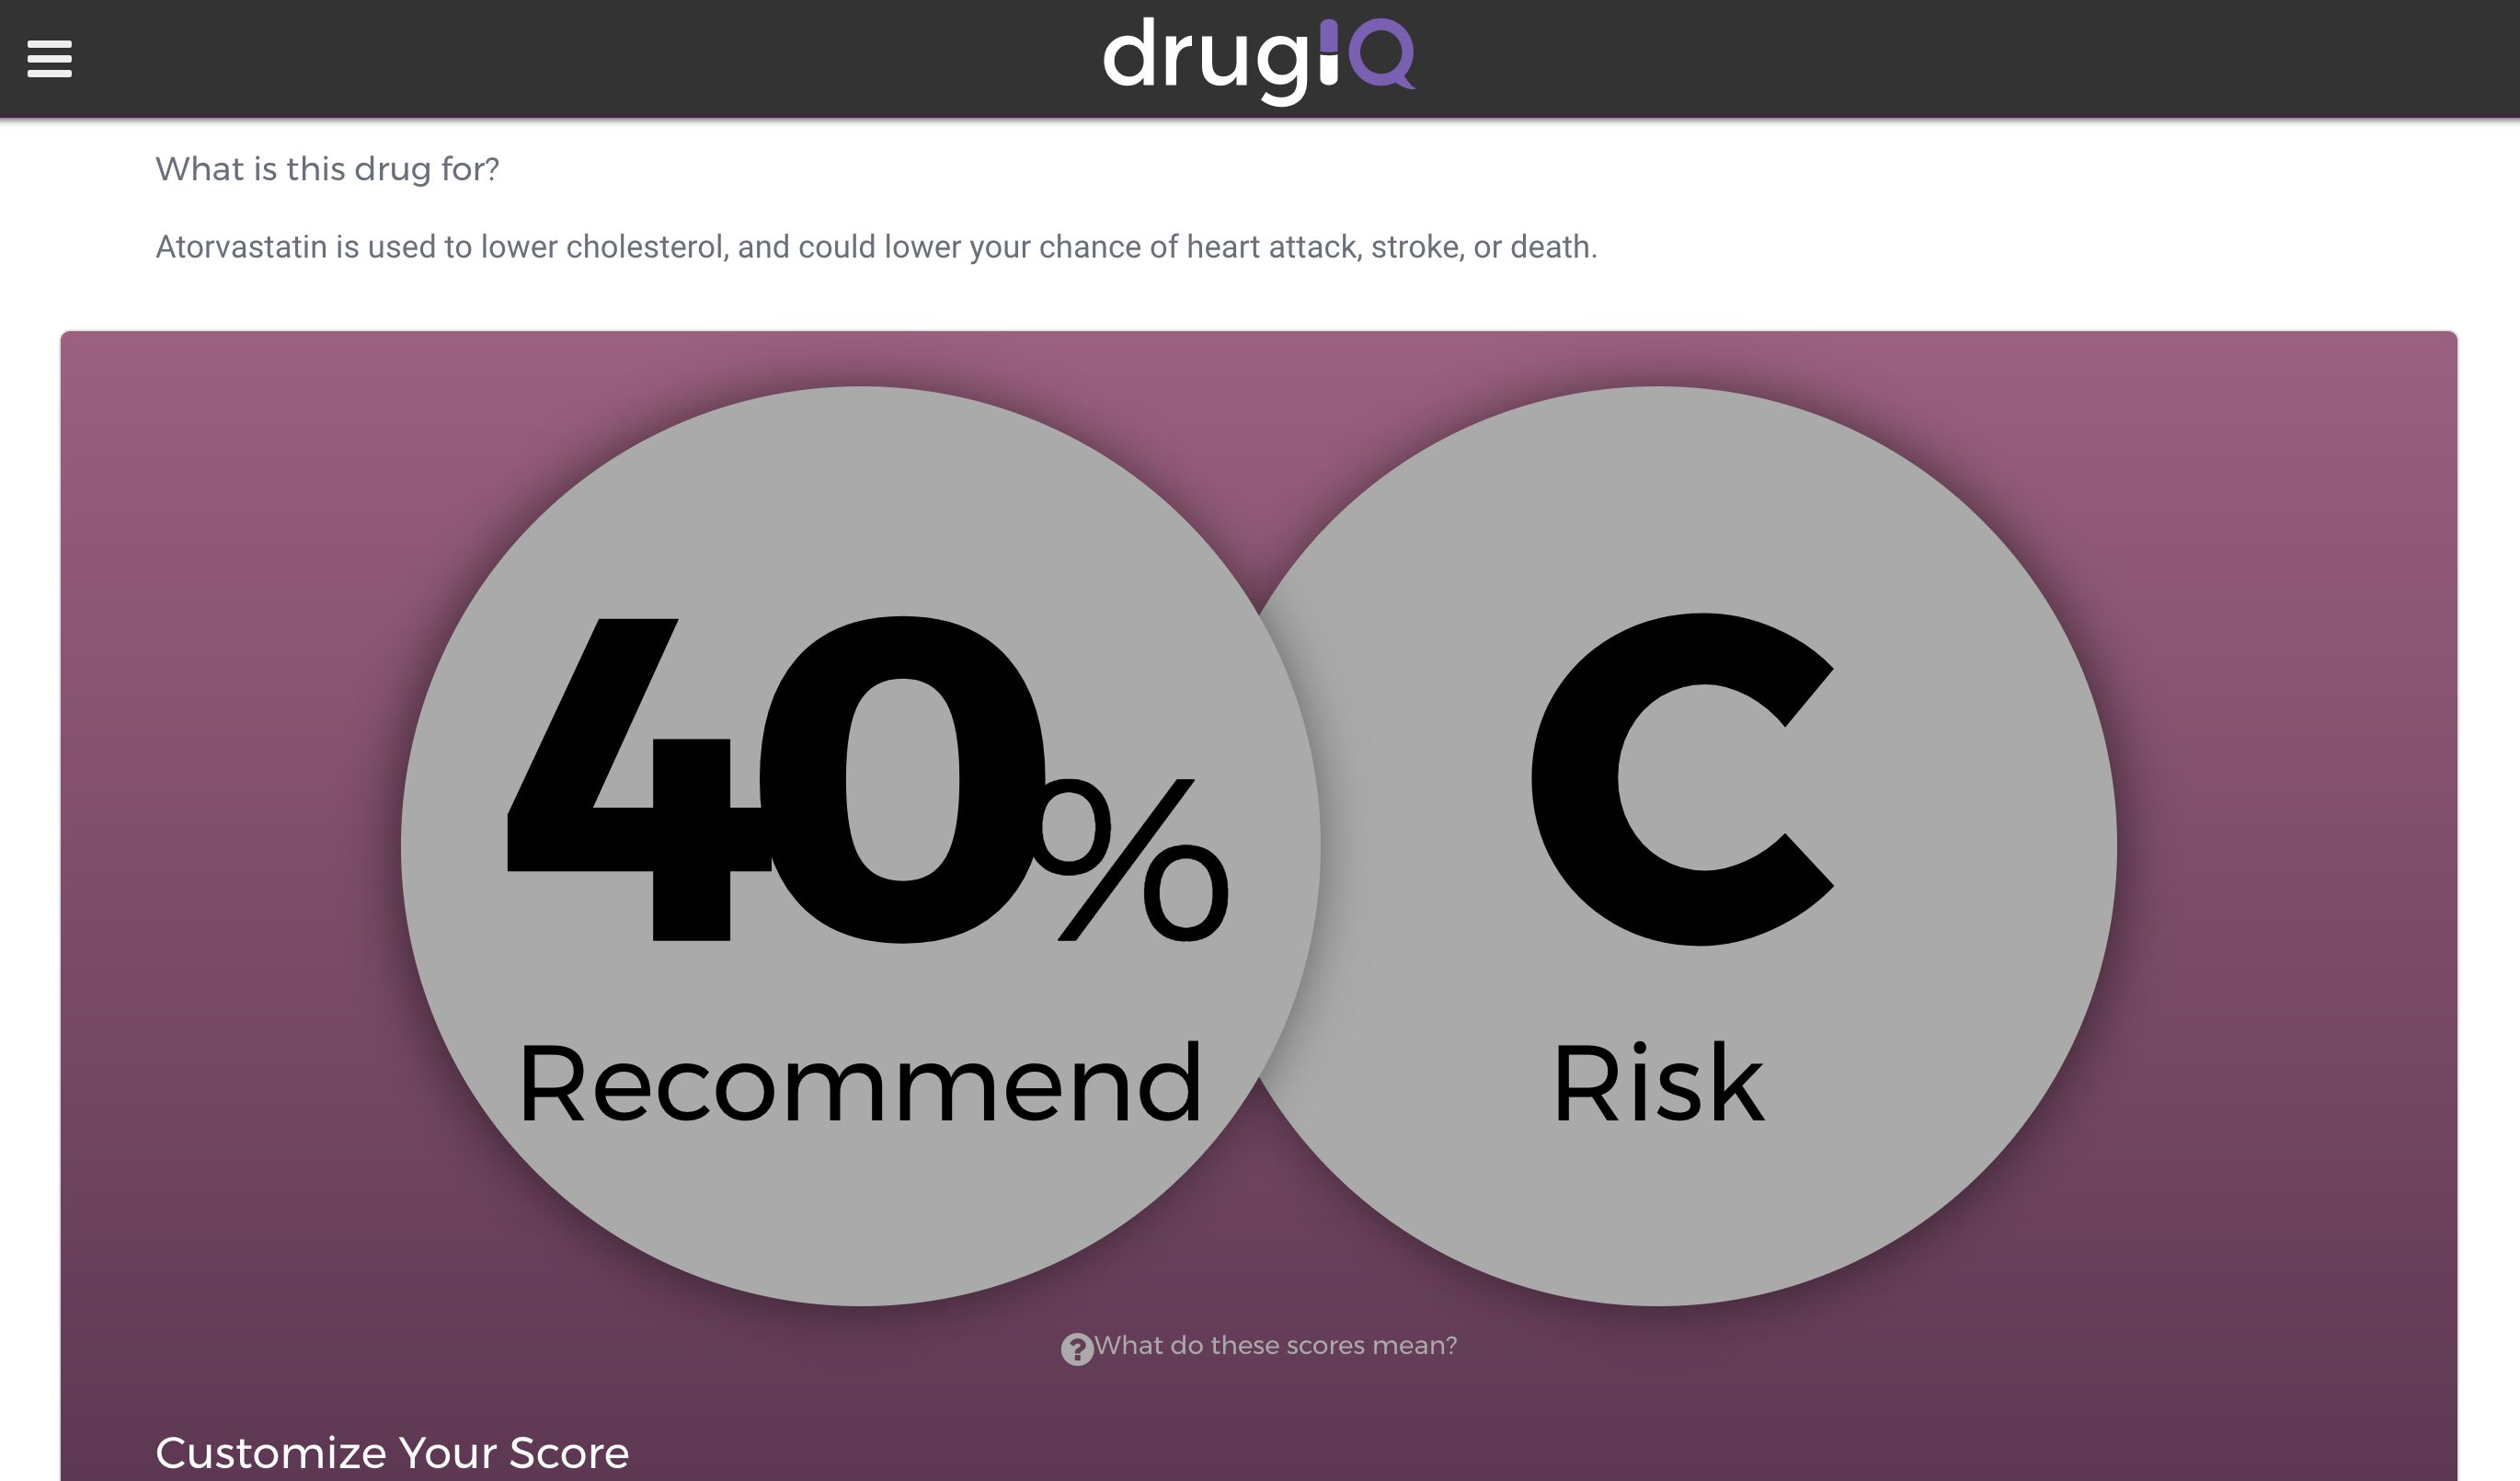 drugIQ
What is this drug for?
Atorvastatin is used to lower cholesterol, and could lower your chance of heart attack, stroke, or death.
40%
Recommend
C
Risk
What do these scores mean?
Customize Your Score